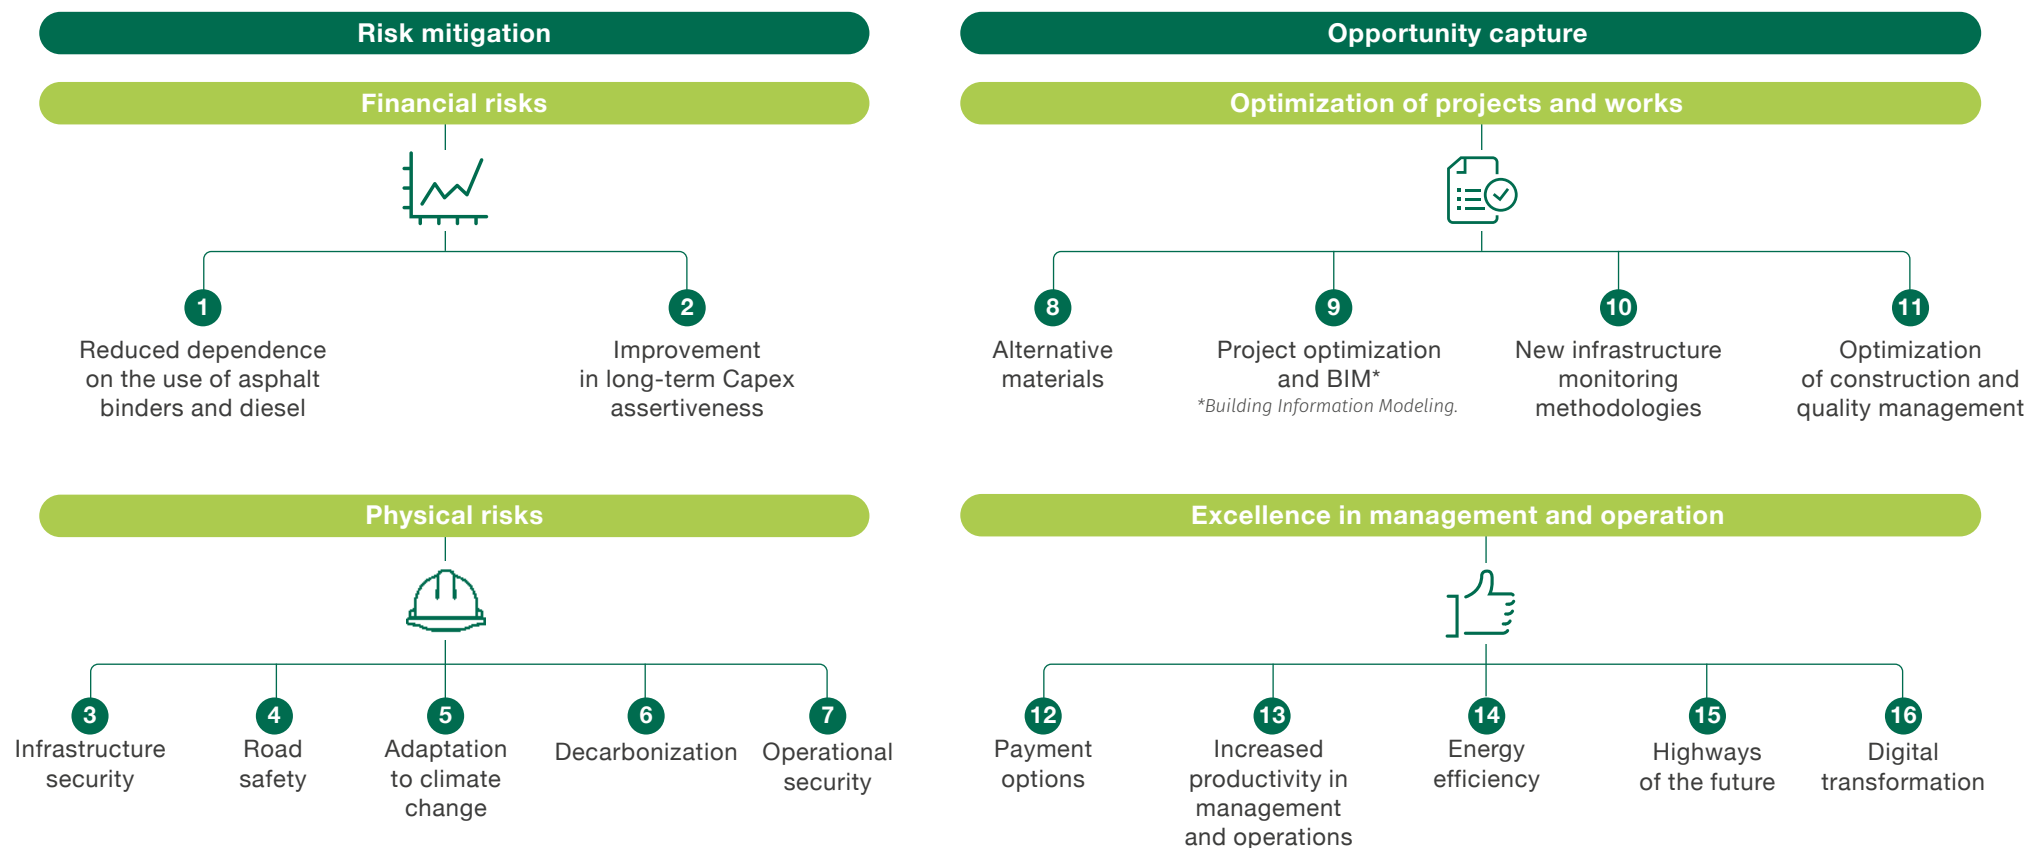 Risk mitigation
Financial risks
1
Reduced dependence
on the use of asphalt
binders and diesel
2
Improvement
in long-term Capex
assertiveness
Physical risks
3
Infrastructure
security
4
Road
safety
5
Adaptation
to climate
change
6
Decarbonization
7
Operational
security
Opportunity capture
Optimization of projects and works
8
Alternative
materials
9
Project optimization
and BIM*
*Building Information Modeling.
10
New infrastructure
monitoring
methodologies
11
Optimization
of construction and
quality management
Excellence in management and operation
12
Payment
options
13
Increased
productivity in
management
and operations
14
Energy
efficiency
15
Highways
of the future
16
Digital
transformation